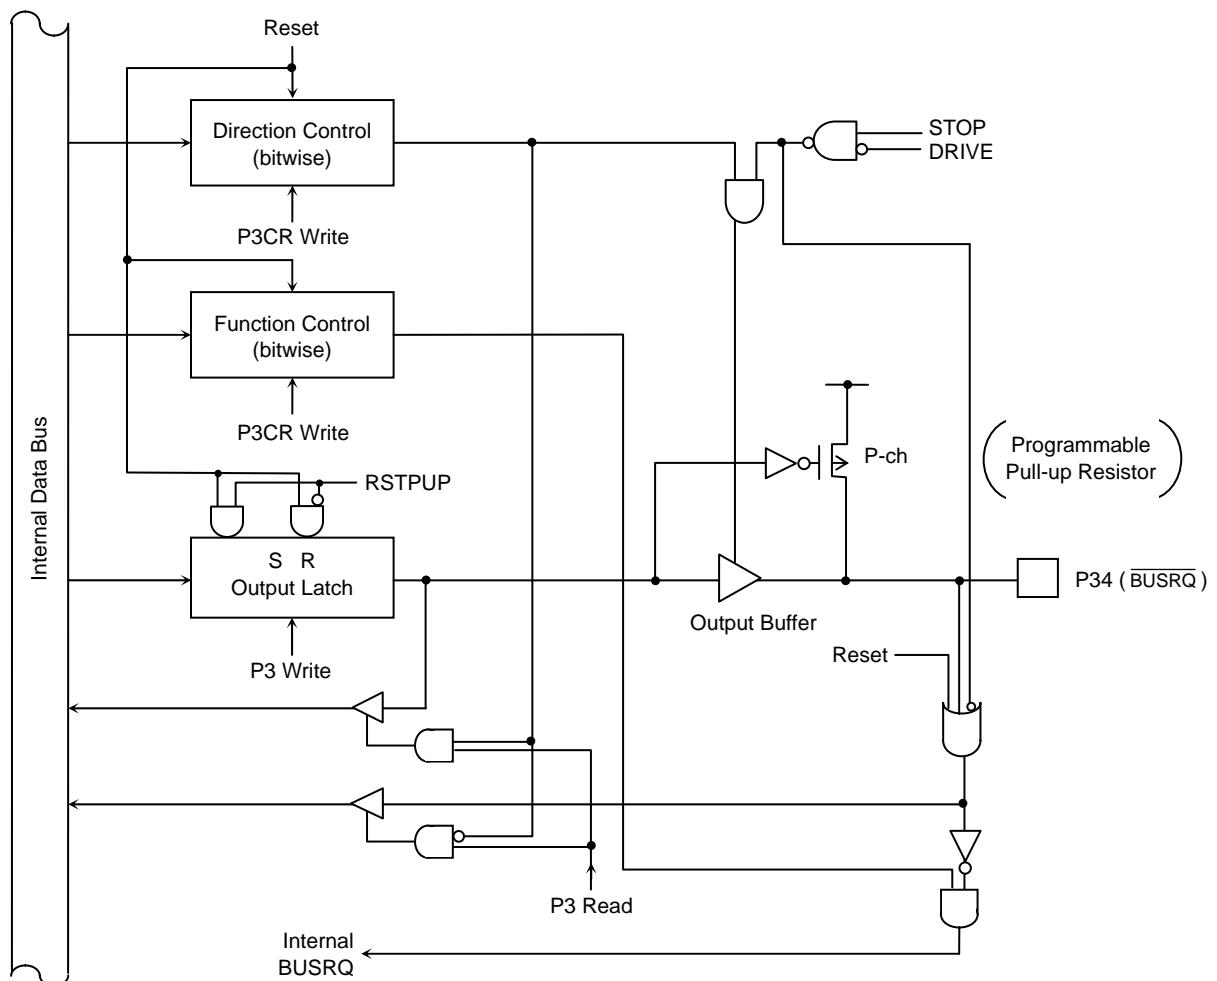 Reset
Direction Control
(bitwise)
STOP
DRIVE
P3CR Write
Function Control
(bitwise)
P3CR Write
Internal Data Bus
P-ch
Programmable
Pull-up Resistor
RSTPUP
S R
Output Latch
P34 ( BUSRQ )
Output Buffer
Reset
P3 Write
P3 Read
Internal
BUSRQ